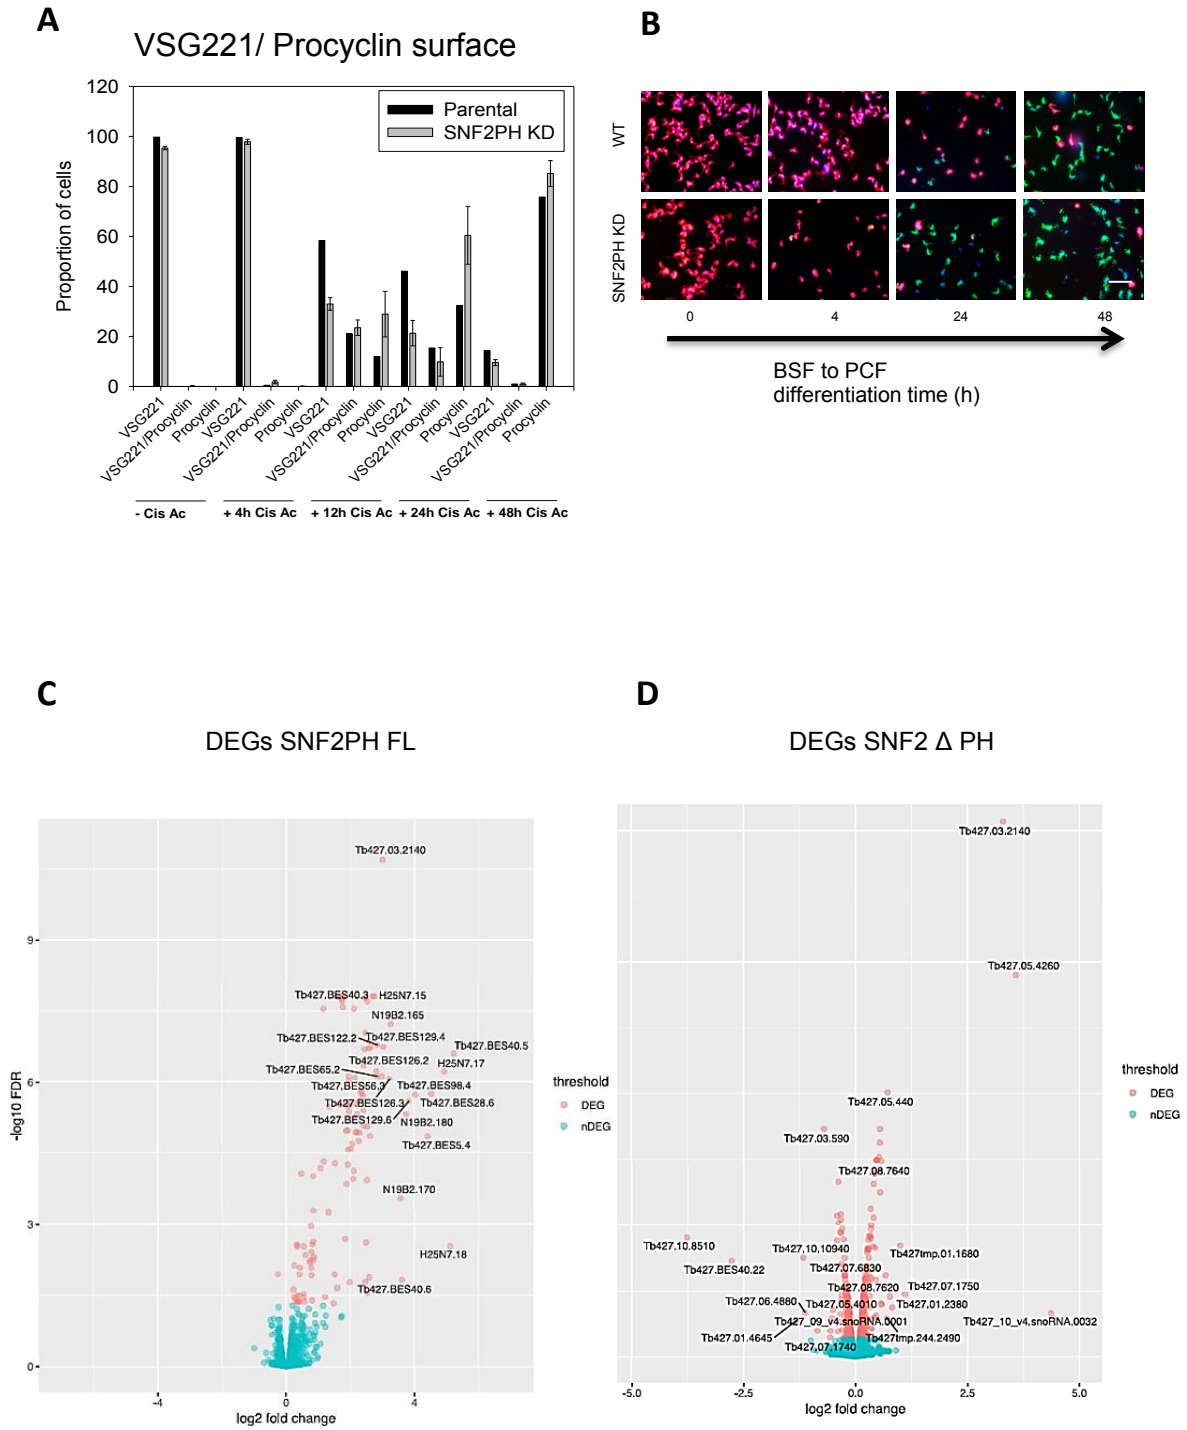 A
VSG221/ Procyclin surface
Proportion of cells
120
100
80
60
40
20
0
Parental
SNF2PH KD
VSG221
VSG221/Procyclin
Procyclin
VSG221
VSG221/Procyclin
Procyclin
VSG221
VSG221/Procyclin
Procyclin
VSG221
VSG221/Procyclin
Procyclin
VSG221
VSG221/Procyclin
Procyclin
- Cis Ac
+ 4h Cis Ac
+ 12h Cis Ac
+ 24h Cis Ac
+ 48h Cis Ac
B
WT
SNF2PH KD
0
4
24
48
BSF to PCF
differentiation time (h)
C
DEGs SNF2PH FL
Tb427.03.2140
Tb427.BES40.3
H25N7.15
N19B2.165
Tb427.BES122.2
Tb427.BES129.4
Tb427.BES40.5
Tb427.BES126.2
H25N7.17
Tb427.BES65.2
Tb427.BES56.3
Tb427.BES98.4
Tb427.BES126.3
Tb427.BES28.6
Tb427.BES129.6
N19B2.180
Tb427.BES5.4
N19B2.170
H25N7.18
Tb427.BES40.6
-log10 FDR
9
6
3
0
-4
0
4
log2 fold change
threshold
DEG
nDEG
D
DEGs SNF2 Δ PH
Tb427.03.2140
Tb427.05.4260
Tb427.05.440
Tb427.03.590
Tb427.08.7640
Tb427.10.8510
Tb427.10.10940
Tb427tmp.01.1680
Tb427.BES40.22
Tb427.07.6830
Tb427.08.7620
Tb427.07.1750
Tb427.06.4880
Tb427.05.4010
Tb427.01.2380
Tb427_09_v4.snoRNA.0001
Tb427_10_v4.snoRNA.0032
Tb427.01.4645
Tb427tmp.244.2490
Tb427.07.1740
-5.0
-2.5
0.0
2.5
5.0
log2 fold change
threshold
DEG
nDEG